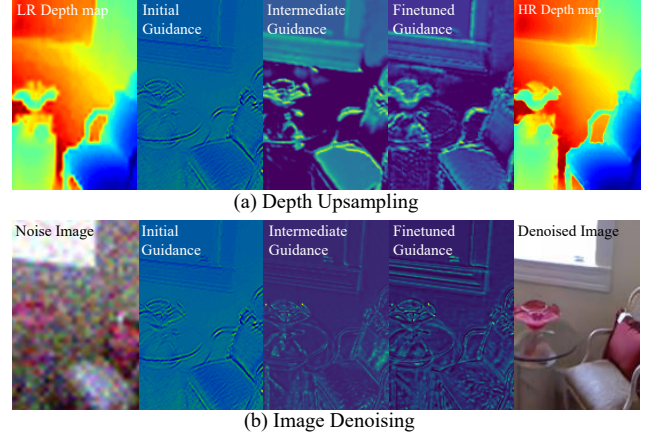 LR Depth map
Initial
Guidance
Intermediate
Guidance
Finetuned
Guidance
HR Depth map
(a) Depth Upsampling
Noise Image
Initial
Guidance
Intermediate
Guidance
Finetuned
Guidance
Denoised Image
(b) Image Denoising